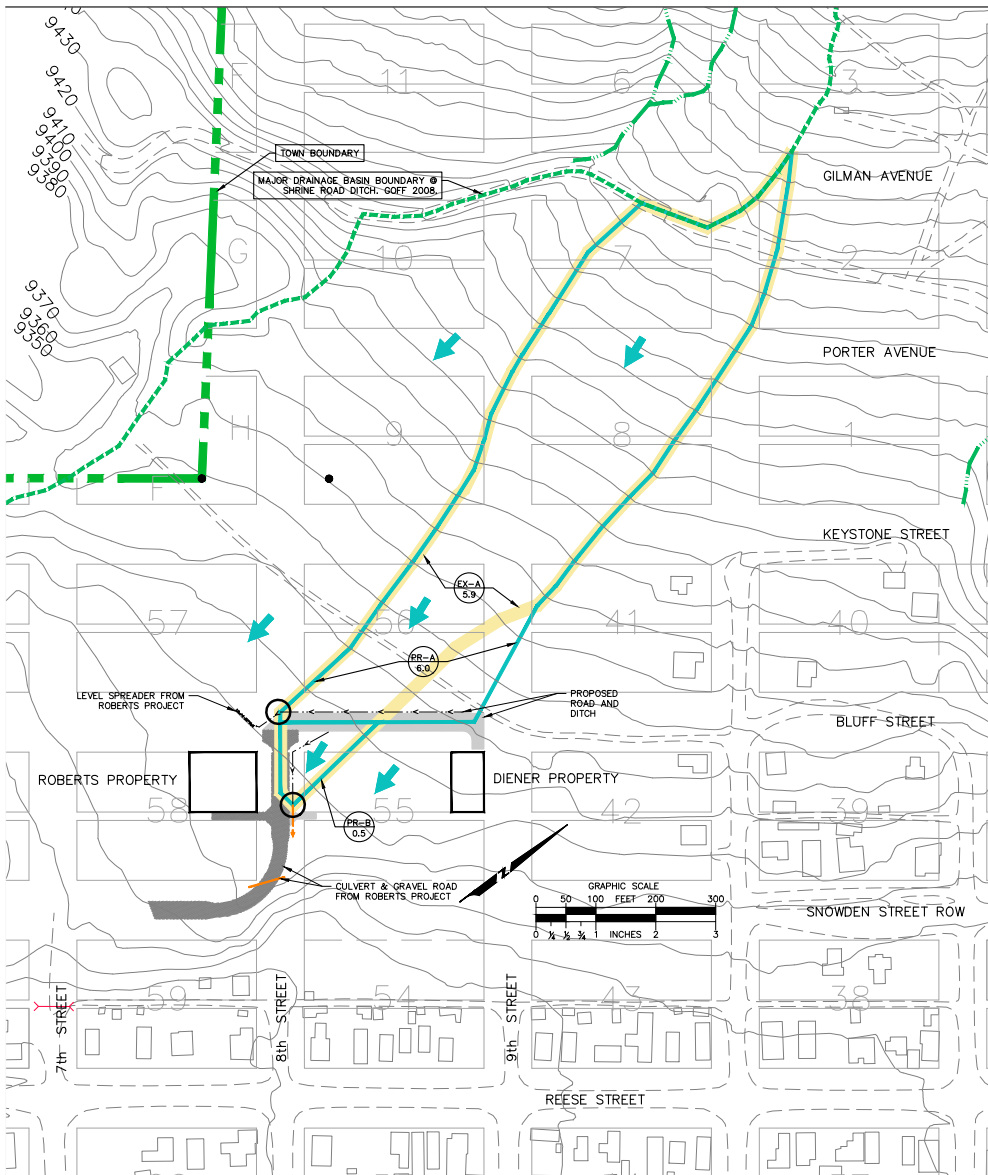 9430
9420
9410
9400
9390
9380
9370
9360
9350
F
11
6
3
TOWN BOUNDARY
MAJOR DRAINAGE BASIN BOUNDARY @
SHRINE ROAD DITCH. GOFF 2008.
GILMAN AVENUE
G
10
7
2
PORTER AVENUE
H
9
8
1
F
KEYSTONE STREET
EX-A
5.9
57
56
41
40
PR-A
6.0
LEVEL SPREADER FROM
ROBERTS PROJECT
PROPOSED
ROAD AND
DITCH
BLUFF STREET
ROBERTS PROPERTY
DIENER PROPERTY
58
55
42
39
PR-B
0.5
N
CULVERT & GRAVEL ROAD
FROM ROBERTS PROJECT
GRAPHIC SCALE
0 50 100 FEET 200 300
0 ¼ ½ ¾ 1 INCHES 2 3
SNOWDEN STREET ROW
59
54
43
38
7th STREET
8th STREET
9th STREET
REESE STREET